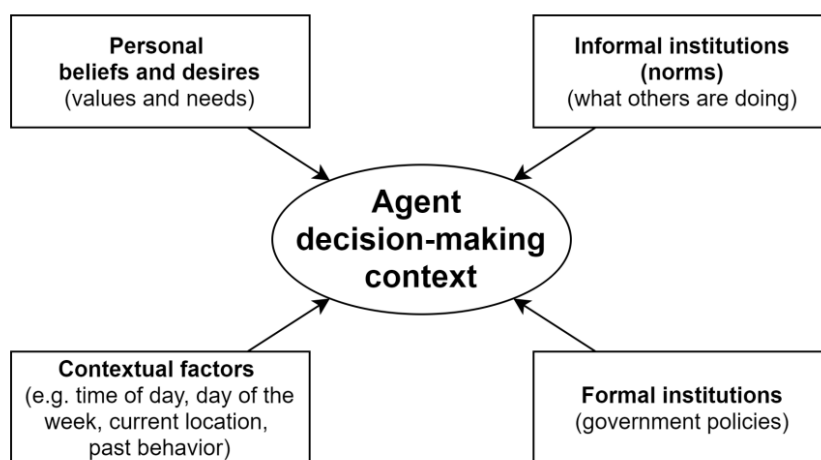 Personal
beliefs and desires
(values and needs)
Informal institutions
(norms)
(what others are doing)
Agent
decision-making
context
Contextual factors
(e.g. time of day, day of the
week, current location,
past behavior)
Formal institutions
(government policies)